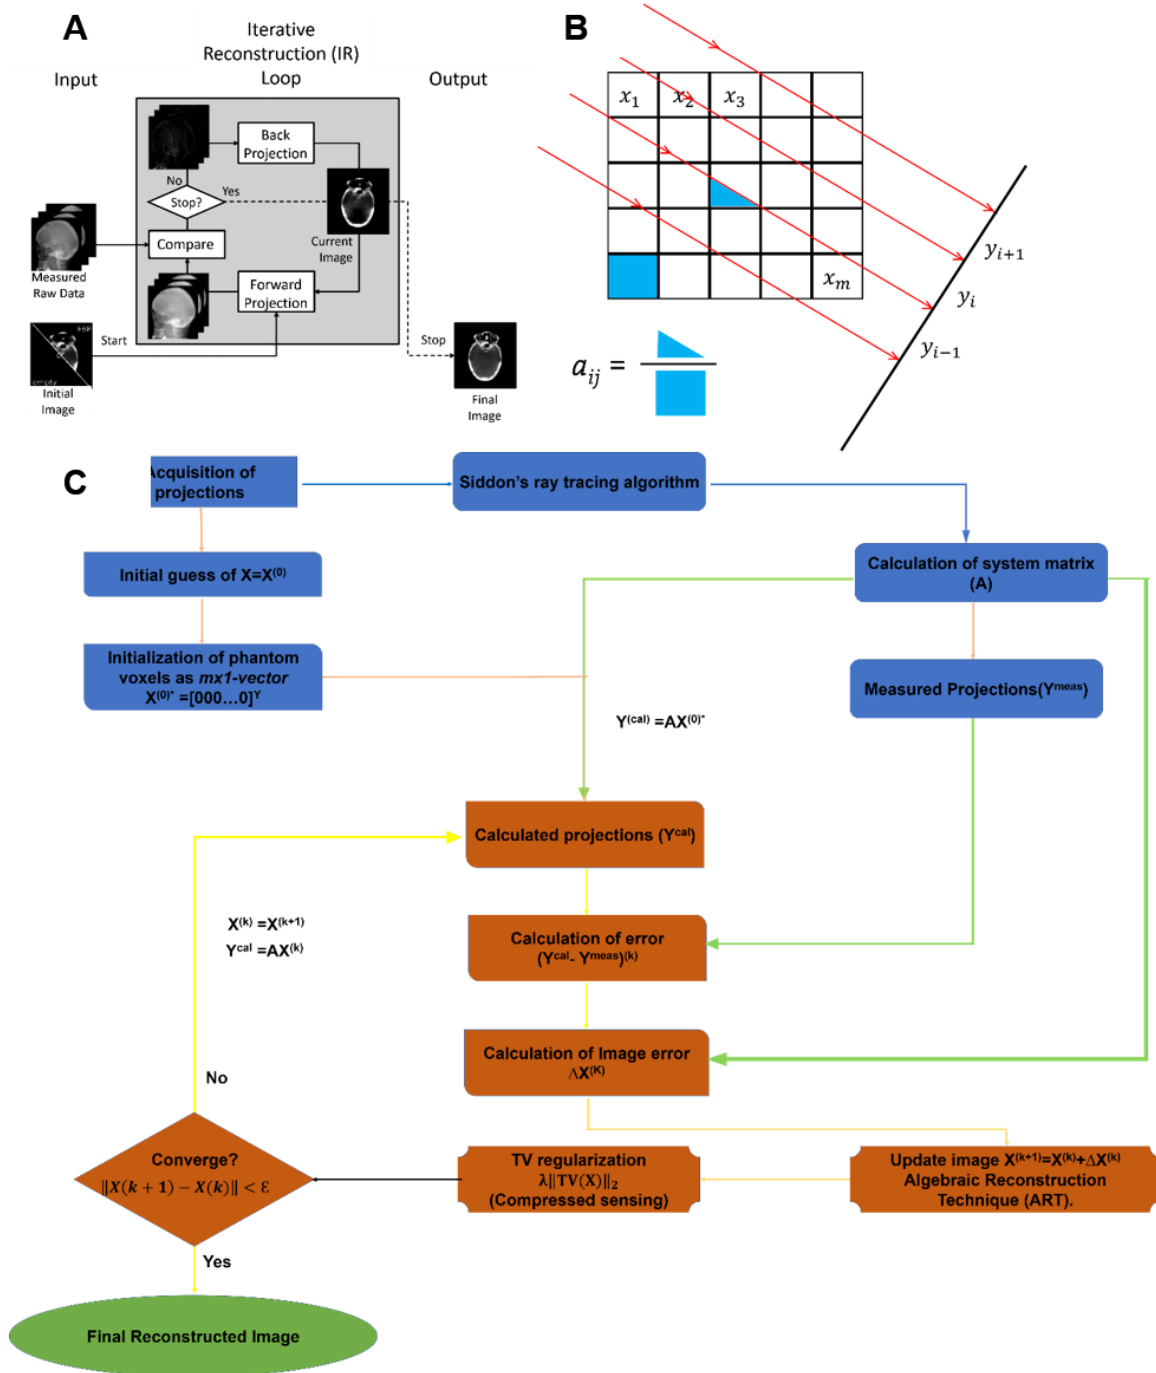 A
Iterative
Reconstruction (IR)
Loop
Input
Output
Back
Projection
No
Yes
Stop?
Compare
Current
Image
Measured
Raw Data
Forward
Projection
Start
Stop
FBP
empty
Initial
Image
Final
Image
B
x₁ x₂ x₃
xₘ
yᵢ₊₁
yᵢ
yᵢ₋₁
aᵢⱼ =
C
Acquisition of
projections
Siddon's ray tracing algorithm
Initial guess of X=X⁽⁰⁾
Calculation of system matrix
(A)
Initialization of phantom
voxels as mx1-vector
X⁽⁰⁾* =[000…0]ʸ
Measured Projections(Yᵐᵉᵃˢ)
Y⁽ᶜᵃˡ⁾ =AX⁽⁰⁾*
Calculated projections (Yᶜᵃˡ)
X⁽ᵏ⁾ =X⁽ᵏ⁺¹⁾
Yᶜᵃˡ =AX⁽ᵏ⁾
Calculation of error
(Yᶜᵃˡ- Yᵐᵉᵃˢ)⁽ᵏ⁾
Calculation of Image error
ΔX⁽ᴷ⁾
No
Converge?
‖X(k + 1) − X(k)‖ < Ɛ
TV regularization
λ‖TV(X)‖₂
(Compressed sensing)
Update image X⁽ᵏ⁺¹⁾=X⁽ᵏ⁾+ΔX⁽ᵏ⁾
Algebraic Reconstruction
Technique (ART).
Yes
Final Reconstructed Image